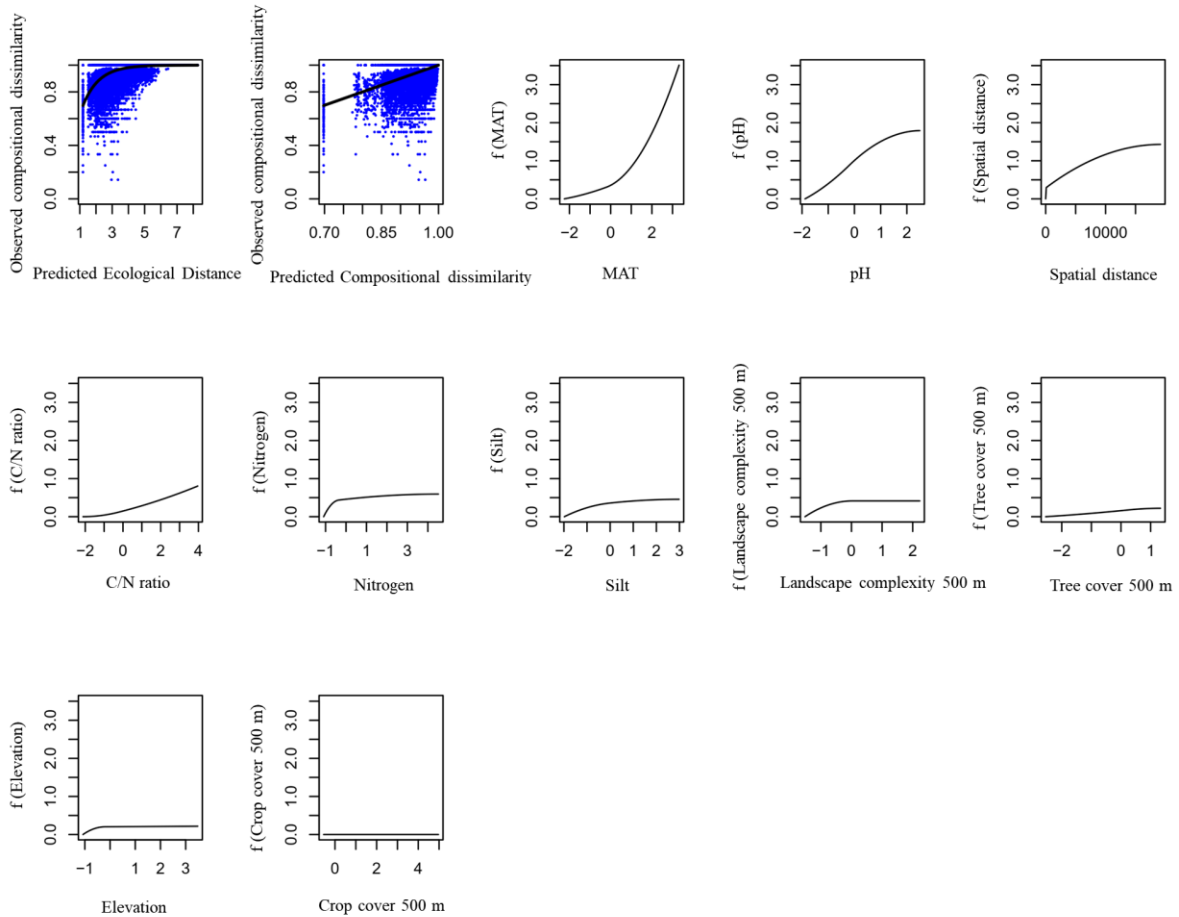 Observed compositional dissimilarity
0.0 0.4 0.8
1 3 5 7
Predicted Ecological Distance
Observed compositional dissimilarity
0.0 0.4 0.8
0.70 0.85 1.00
Predicted Compositional dissimilarity
f (MAT)
0.0 1.0 2.0 3.0
−2 0 2
MAT
f (pH)
0.0 1.0 2.0 3.0
−2 0 2
pH
f (Spatial distance)
0.0 1.0 2.0 3.0
0 10000
Spatial distance
f (C/N ratio)
0.0 1.0 2.0 3.0
−2 0 2 4
C/N ratio
f (Nitrogen)
0.0 1.0 2.0 3.0
−1 1 3
Nitrogen
f (Silt)
0.0 1.0 2.0 3.0
−2 0 2 3
Silt
f (Landscape complexity 500 m)
0.0 1.0 2.0 3.0
−1 0 1 2
Landscape complexity 500 m
f (Tree cover 500 m)
0.0 1.0 2.0 3.0
−2 0 1
Tree cover 500 m
f (Elevation)
0.0 1.0 2.0 3.0
−1 1 2 3
Elevation
f (Crop cover 500 m)
0.0 1.0 2.0 3.0
0 2 4
Crop cover 500 m